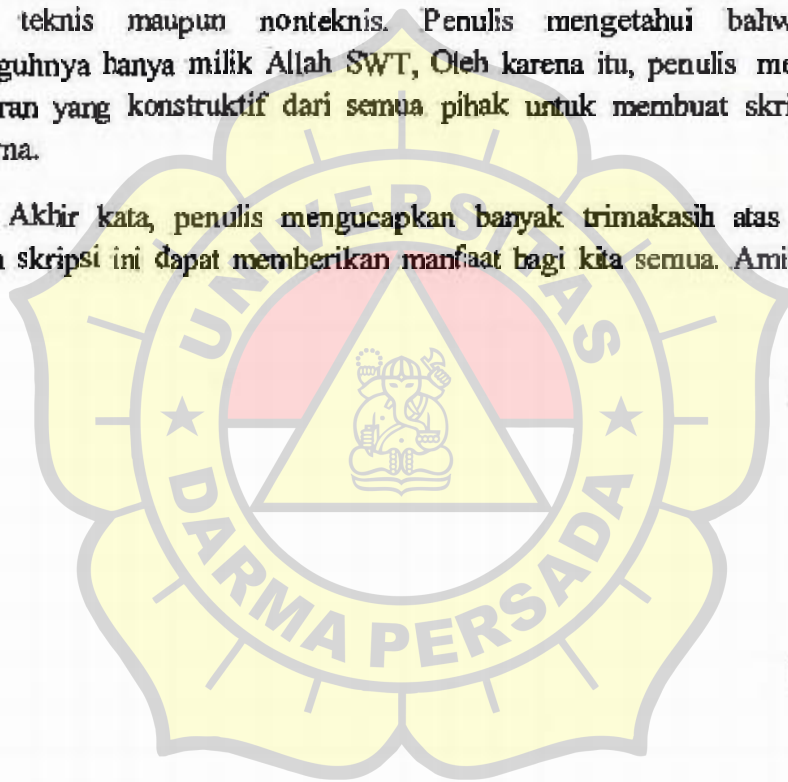 teknis maupun nonteknis. Penulis mengetahui bahw
guhnya hanya milik Allah SWT, Oleh karena itu, penulis me
ran yang konstruktif dari semua pihak untuk membuat skri
na.
Akhir kata, penulis mengucapkan banyak trimakasih atas
skripsi ini dapat memberikan manfaat bagi kita semua. Ami
UNIVERSITAS
DARMA PERSADA